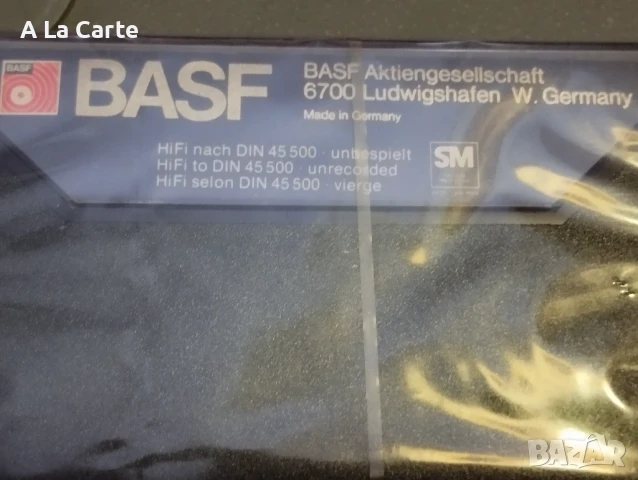 A La Carte
BASF
BASF
BASF Aktiengesellschaft
6700 Ludwigshafen W. Germany
Made in Germany
HiFi nach DIN 45 500 · unbespielt
HiFi to DIN 45 500 · unrecorded
HiFi selon DIN 45 500 · vierge
SM
BAZAR